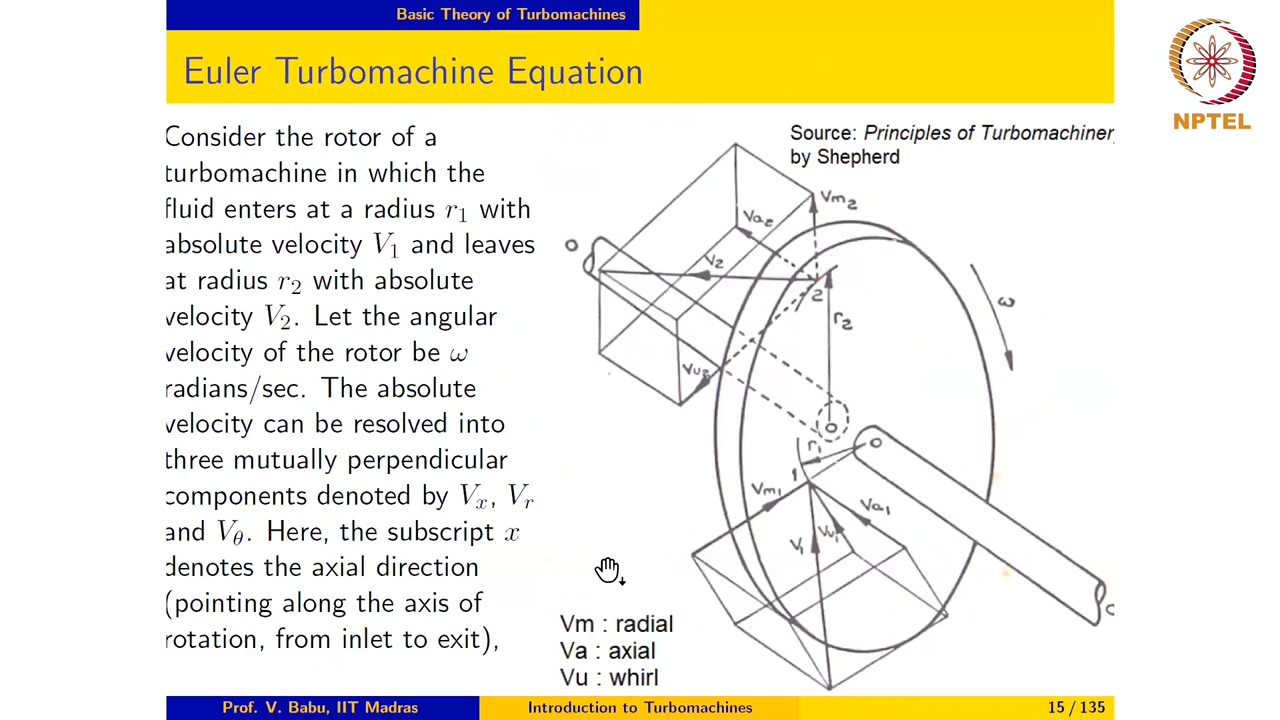 Basic Theory of Turbomachines
Euler Turbomachine Equation
NPTEL
Consider the rotor of a
turbomachine in which the
fluid enters at a radius r₁ with
absolute velocity V₁ and leaves
at radius r₂ with absolute
velocity V₂. Let the angular
velocity of the rotor be ω
radians/sec. The absolute
velocity can be resolved into
three mutually perpendicular
components denoted by Vₓ, Vᵣ
and V_θ. Here, the subscript x
denotes the axial direction
(pointing along the axis of
rotation, from inlet to exit),
Source: Principles of Turbomachiner
by Shepherd
Vm₂
Va₂
O
V₂
2
ω
r₂
Vu₂
O
O
r₁
1
Vm₁
Va₁
Vu₁
V₁
Vm : radial
Va : axial
Vu : whirl
Prof. V. Babu, IIT Madras
Introduction to Turbomachines
15 / 135